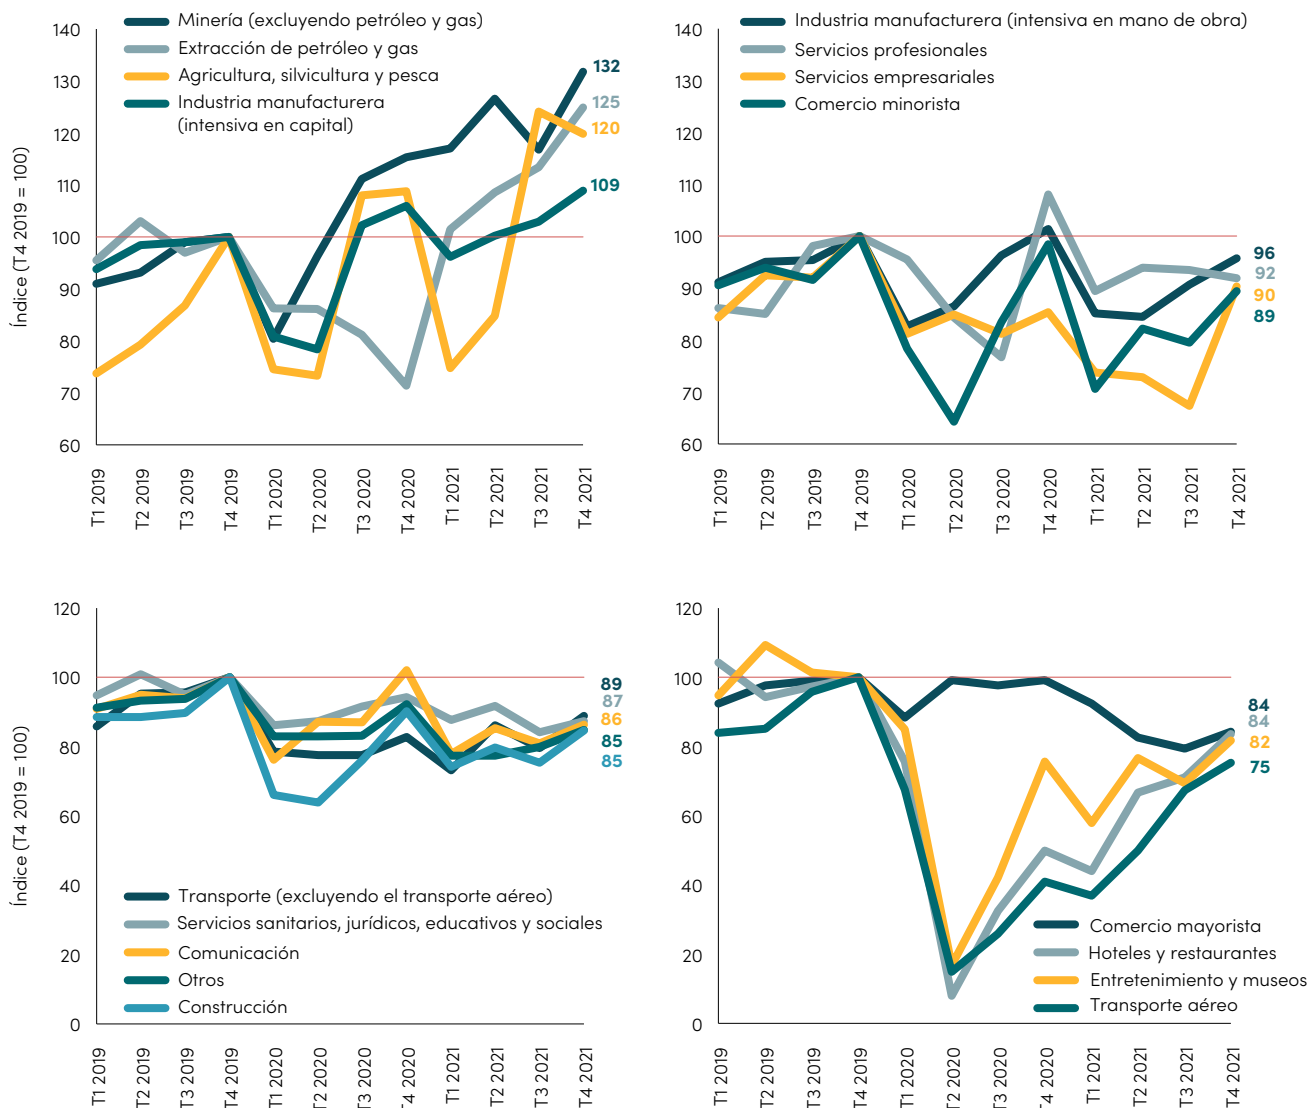 Minería (excluyendo petróleo y gas)
Extracción de petróleo y gas
Agricultura, silvicultura y pesca
Industria manufacturera
(intensiva en capital)
Índice (T4 2019 = 100)
140
130
120
110
100
90
80
70
60
132
125
120
109
T1 2019
T2 2019
T3 2019
T4 2019
T1 2020
T2 2020
T3 2020
T4 2020
T1 2021
T2 2021
T3 2021
T4 2021
Industria manufacturera (intensiva en mano de obra)
Servicios profesionales
Servicios empresariales
Comercio minorista
140
130
120
110
100
90
80
70
60
96
92
90
89
T1 2019
T2 2019
T3 2019
T4 2019
T1 2020
T2 2020
T3 2020
T4 2020
T1 2021
T2 2021
T3 2021
T4 2021
Índice (T4 2019 = 100)
120
100
80
60
40
20
0
89
87
86
85
85
Transporte (excluyendo el transporte aéreo)
Servicios sanitarios, jurídicos, educativos y sociales
Comunicación
Otros
Construcción
T1 2019
T2 2019
T3 2019
T4 2019
T1 2020
T2 2020
T3 2020
T4 2020
T1 2021
T2 2021
T3 2021
T4 2021
120
100
80
60
40
20
0
84
84
82
75
Comercio mayorista
Hoteles y restaurantes
Entretenimiento y museos
Transporte aéreo
T1 2019
T2 2019
T3 2019
T4 2019
T1 2020
T2 2020
T3 2020
T4 2020
T1 2021
T2 2021
T3 2021
T4 2021